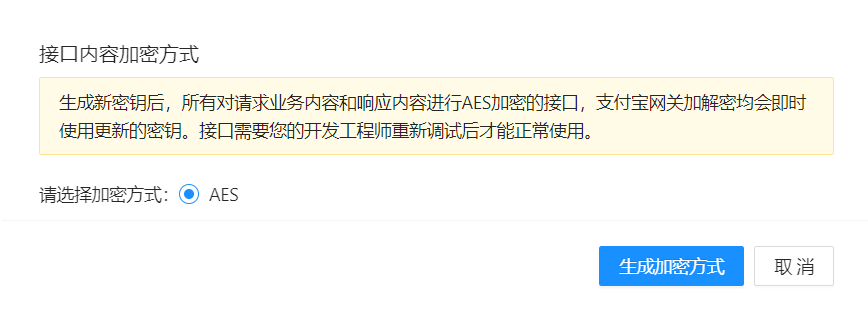 接口内容加密方式
生成新密钥后，所有对请求业务内容和响应内容进行AES加密的接口，支付宝网关加解密均会即时
使用更新的密钥。接口需要您的开发工程师重新调试后才能正常使用。
请选择加密方式： AES
生成加密方式 取 消